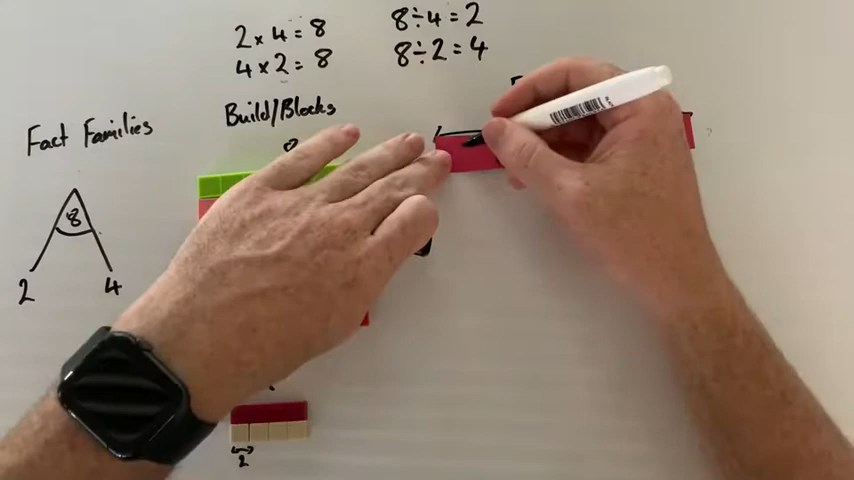 2 × 4 = 8
4 × 2 = 8
8 ÷ 4 = 2
8 ÷ 2 = 4
Build/Blocks
Fact Families
8
2 4
2